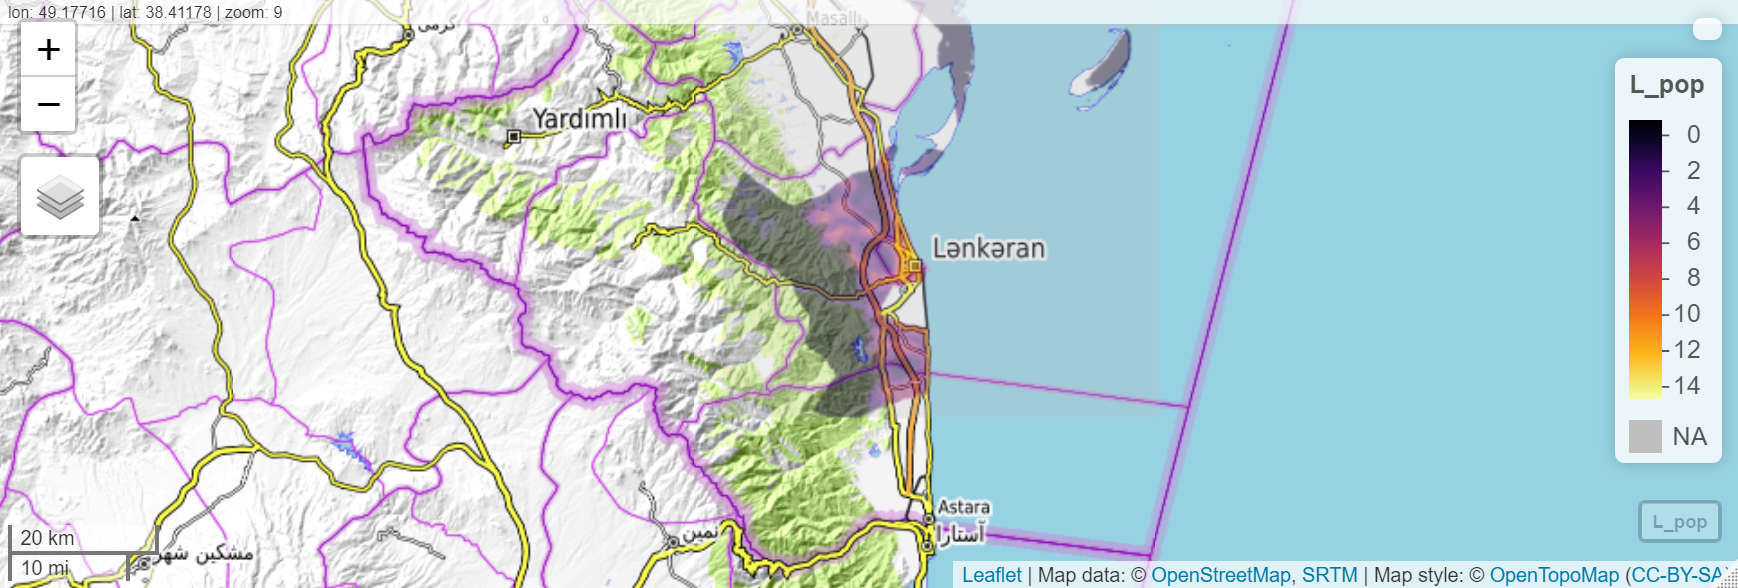 lon: 49.17716 | lat: 38.41178 | zoom: 9
+
−
Masallı
Yardımlı
Lənkəran
L_pop
0
2
4
6
8
10
12
14
NA
L_pop
Astara
آستارا
نمین
مشگین شهر
20 km
10 mi
Leaflet | Map data: © OpenStreetMap, SRTM | Map style: © OpenTopoMap (CC-BY-SA)